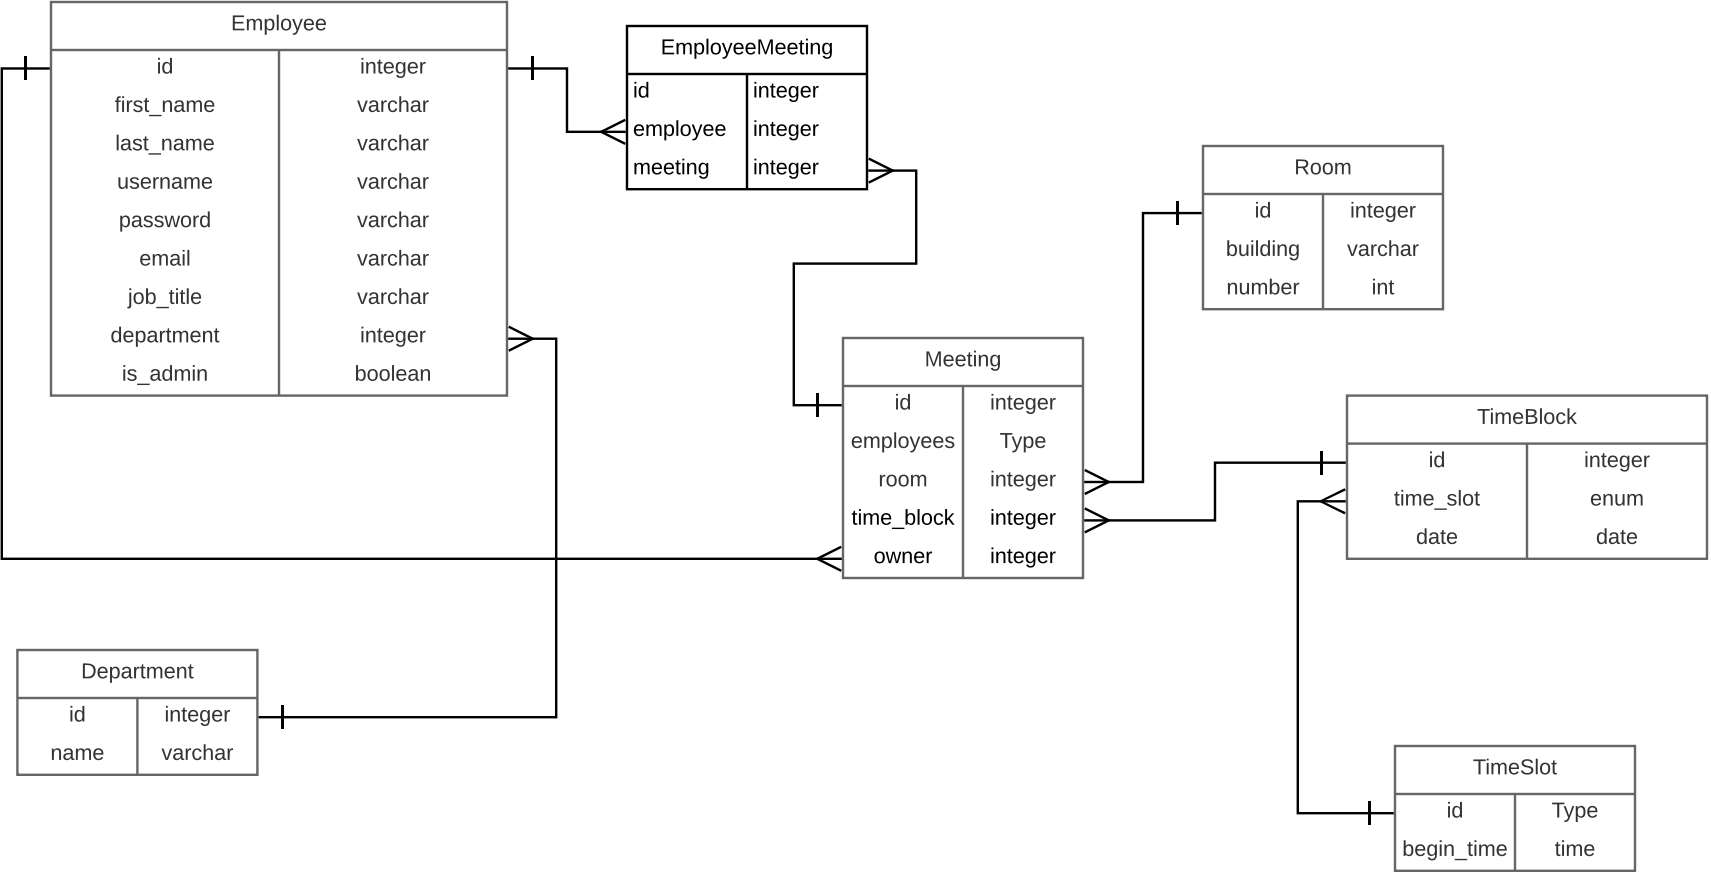 Employee
id integer
first_name varchar
last_name varchar
username varchar
password varchar
email varchar
job_title varchar
department integer
is_admin boolean
EmployeeMeeting
id integer
employee integer
meeting integer
Room
id integer
building varchar
number int
Meeting
id integer
employees Type
room integer
time_block integer
owner integer
TimeBlock
id integer
time_slot enum
date date
Department
id integer
name varchar
TimeSlot
id Type
begin_time time